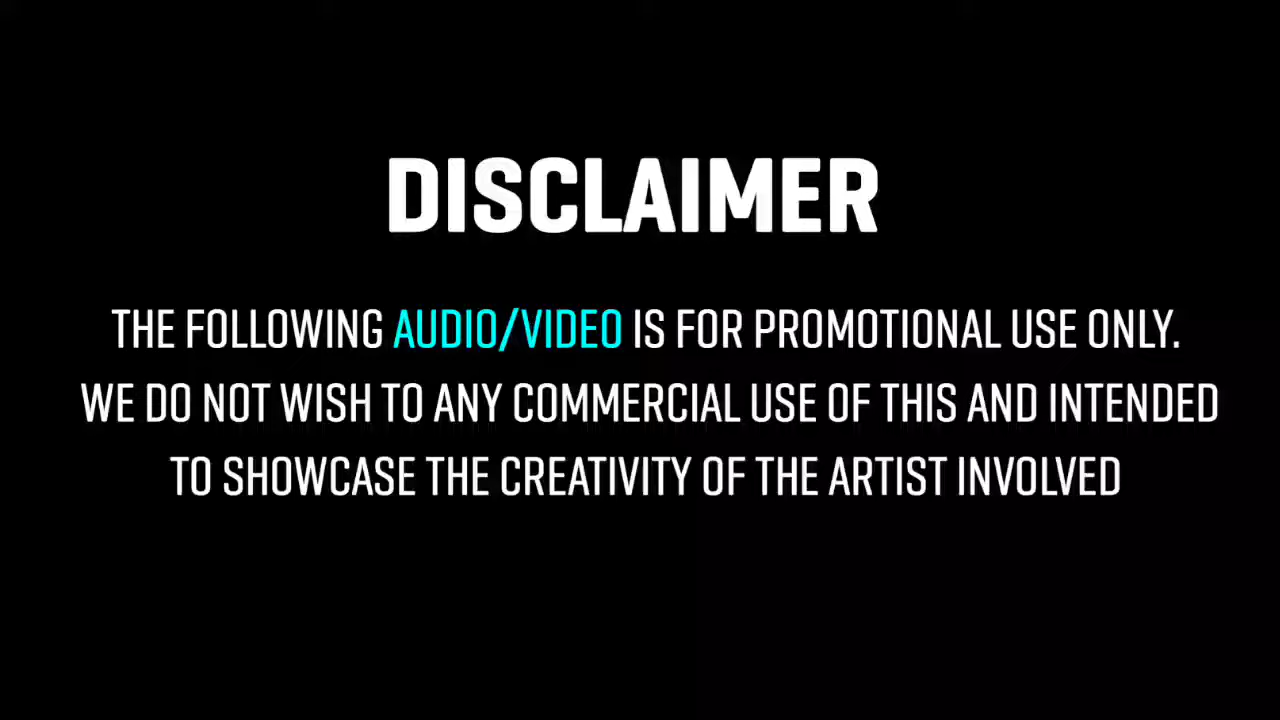 DISCLAIMER
THE FOLLOWING AUDIO/VIDEO IS FOR PROMOTIONAL USE ONLY.
WE DO NOT WISH TO ANY COMMERCIAL USE OF THIS AND INTENDED
TO SHOWCASE THE CREATIVITY OF THE ARTIST INVOLVED